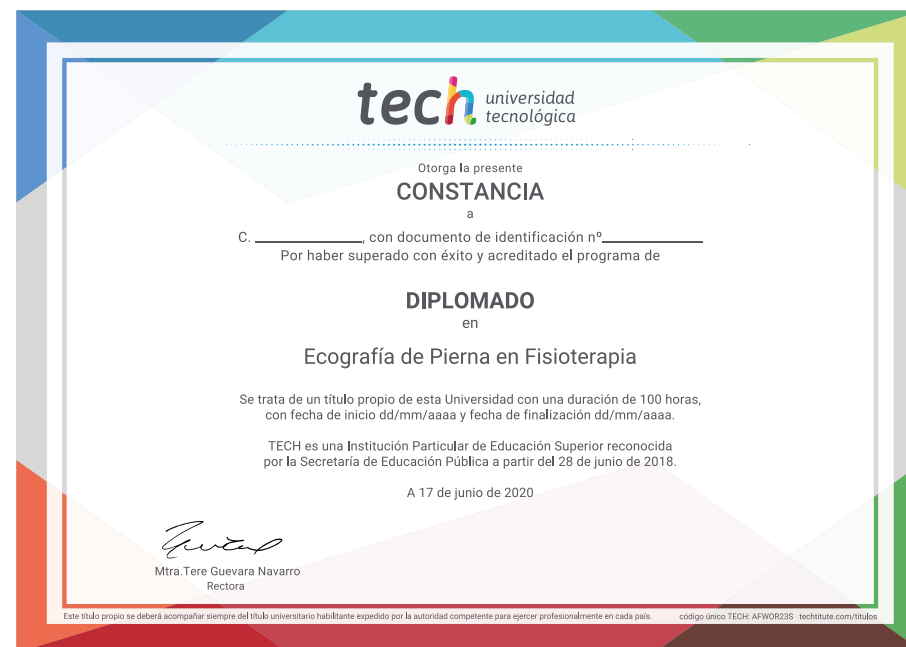 tech universidad
tecnológica
Otorga la presente
CONSTANCIA
a
C. ______________, con documento de identificación nº_____________
Por haber superado con éxito y acreditado el programa de
DIPLOMADO
en
Ecografía de Pierna en Fisioterapia
Se trata de un título propio de esta Universidad con una duración de 100 horas,
con fecha de inicio dd/mm/aaaa y fecha de finalización dd/mm/aaaa.
TECH es una Institución Particular de Educación Superior reconocida
por la Secretaría de Educación Pública a partir del 28 de junio de 2018.
A 17 de junio de 2020
Mtra.Tere Guevara Navarro
Rectora
Este título propio se deberá acompañar siempre del título universitario habilitante expedido por la autoridad competente para ejercer profesionalmente en cada país. código único TECH: AFWOR23S techtitute.com/titulos